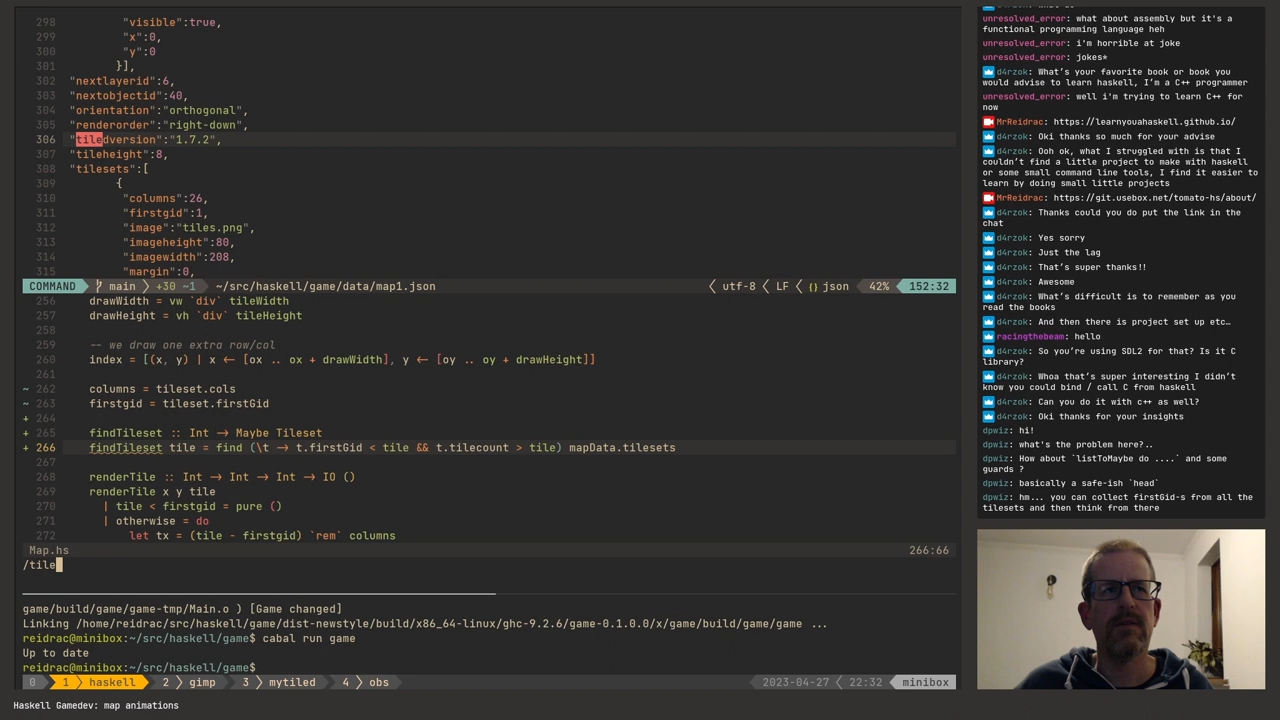 298 "visible":true,
299 "x":0,
300 "y":0
301 }],
302 "nextlayerid":6,
303 "nextobjectid":40,
304 "orientation":"orthogonal",
305 "renderorder":"right-down",
306 "tiledversion":"1.7.2",
307 "tileheight":8,
308 "tilesets":[
309 {
310 "columns":26,
311 "firstgid":1,
312 "image":"tiles.png",
313 "imageheight":80,
314 "imagewidth":208,
315 "margin":0,
COMMAND main +30 ~1 ~/src/haskell/game/data/map1.json utf-8 LF {} json 42% 152:32
256 drawWidth = vw `div` tileWidth
257 drawHeight = vh `div` tileHeight
258
259 -- we draw one extra row/col
260 index = [(x, y) | x <- [ox .. ox + drawWidth], y <- [oy .. oy + drawHeight]]
261
~ 262 columns = tileset.cols
~ 263 firstgid = tileset.firstGid
+ 264
+ 265 findTileset :: Int -> Maybe Tileset
+ 266 findTileset tile = find (\t -> t.firstGid < tile && t.tilecount > tile) mapData.tilesets
267
268 renderTile :: Int -> Int -> Int -> IO ()
269 renderTile x y tile
270 | tile < firstgid = pure ()
271 | otherwise = do
272 let tx = (tile - firstgid) `rem` columns
Map.hs 266:66
/tile
game/build/game/game-tmp/Main.o ) [Game changed]
Linking /home/reidrac/src/haskell/game/dist-newstyle/build/x86_64-linux/ghc-9.2.6/game-0.1.0.0/x/game/build/game/game ...
reidrac@minibox:~/src/haskell/game$ cabal run game
Up to date
reidrac@minibox:~/src/haskell/game$
0 1 haskell 2 gimp 3 mytiled 4 obs 2023-04-27 22:32 minibox
Haskell Gamedev: map animations
unresolved_error: what about assembly but it's a
functional programming language heh
unresolved_error: i'm horrible at joke
unresolved_error: jokes*
d4rzok: What's your favorite book or book you
would advise to learn haskell, I'm a C++ programmer
unresolved_error: well i'm trying to learn C++ for
now
MrReidrac: https://learnyouahaskell.github.io/
d4rzok: Oki thanks so much for your advise
d4rzok: Ooh ok, what I struggled with is that I
couldn't find a little project to make with haskell
or some small command line tools, I find it easier to
learn by doing small little projects
MrReidrac: https://git.usebox.net/tomato-hs/about/
d4rzok: Thanks could you do put the link in the
chat
d4rzok: Yes sorry
d4rzok: Just the lag
d4rzok: That's super thanks!!
d4rzok: Awesome
d4rzok: What's difficult is to remember as you
read the books
d4rzok: And then there is project set up etc…
racingthebeam: hello
d4rzok: So you're using SDL2 for that? Is it C
library?
d4rzok: Whoa that's super interesting I didn't
know you could bind / call C from haskell
d4rzok: Can you do it with c++ as well?
d4rzok: Oki thanks for your insights
dpwiz: hi!
dpwiz: what's the problem here?..
dpwiz: How about `listToMaybe do ....` and some
guards ?
dpwiz: basically a safe-ish `head`
dpwiz: hm... you can collect firstGid-s from all the
tilesets and then think from there